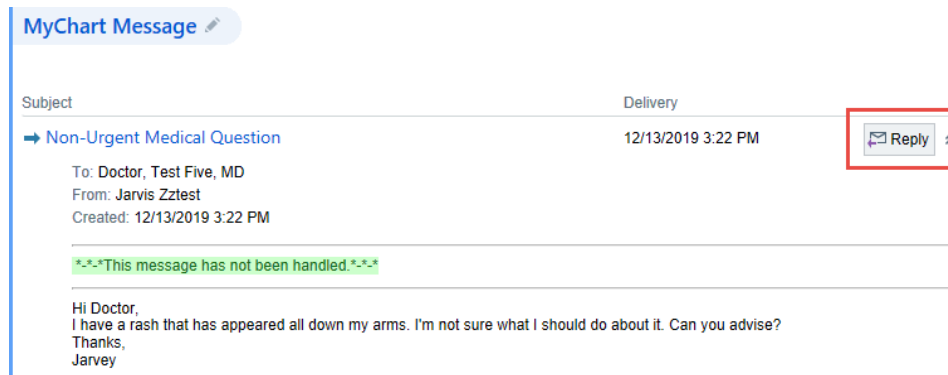 MyChart Message
Subject Delivery
Non-Urgent Medical Question 12/13/2019 3:22 PM Reply
To: Doctor, Test Five, MD
From: Jarvis Zztest
Created: 12/13/2019 3:22 PM
*-*-*This message has not been handled.*-*-*
Hi Doctor,
I have a rash that has appeared all down my arms. I'm not sure what I should do about it. Can you advise?
Thanks,
Jarvey